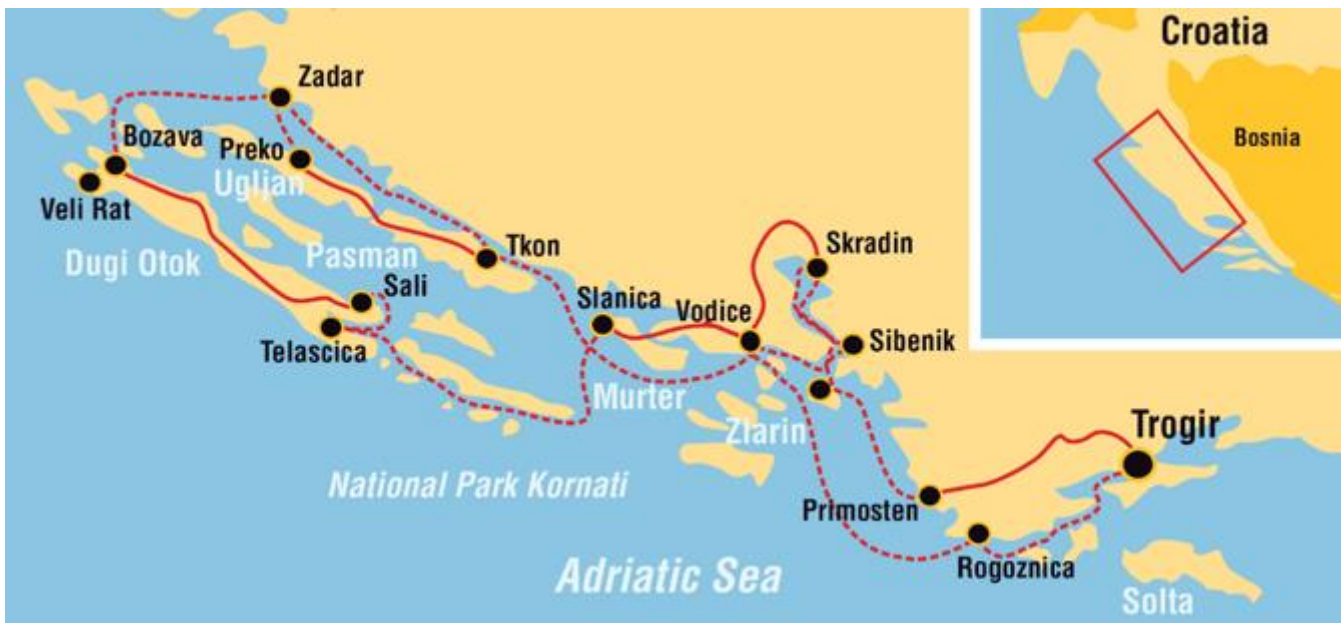 Croatia
Bosnia
Zadar
Bozava
Preko
Ugljan
Veli Rat
Dugi Otok
Pasman
Tkon
Sali
Telascica
Slanica
Vodice
Skradin
Sibenik
Murter
Zlarin
Trogir
National Park Kornati
Primosten
Rogoznica
Adriatic Sea
Solta